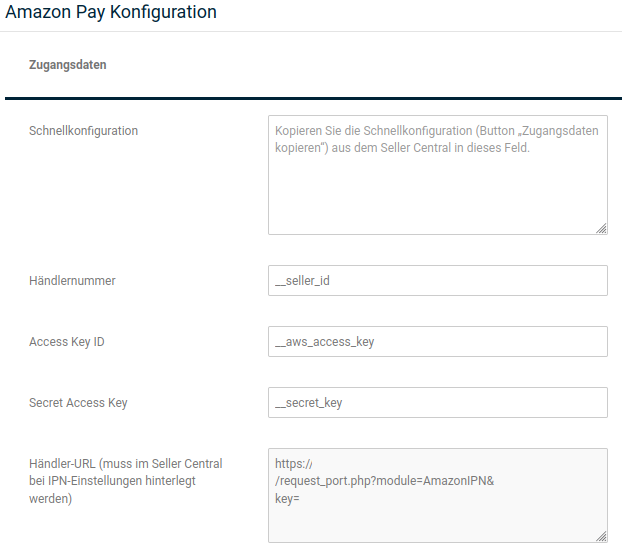 Amazon Pay Konfiguration
Zugangsdaten
Schnellkonfiguration
Kopieren Sie die Schnellkonfiguration (Button „Zugangsdaten
kopieren“) aus dem Seller Central in dieses Feld.
Händlernummer
__seller_id
Access Key ID
__aws_access_key
Secret Access Key
__secret_key
Händler-URL (muss im Seller Central
bei IPN-Einstellungen hinterlegt
werden)
https://
/request_port.php?module=AmazonIPN&
key=